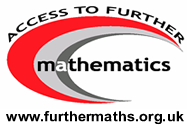 ACCESS TO FURTHER
mathematics
www.furthermaths.org.uk